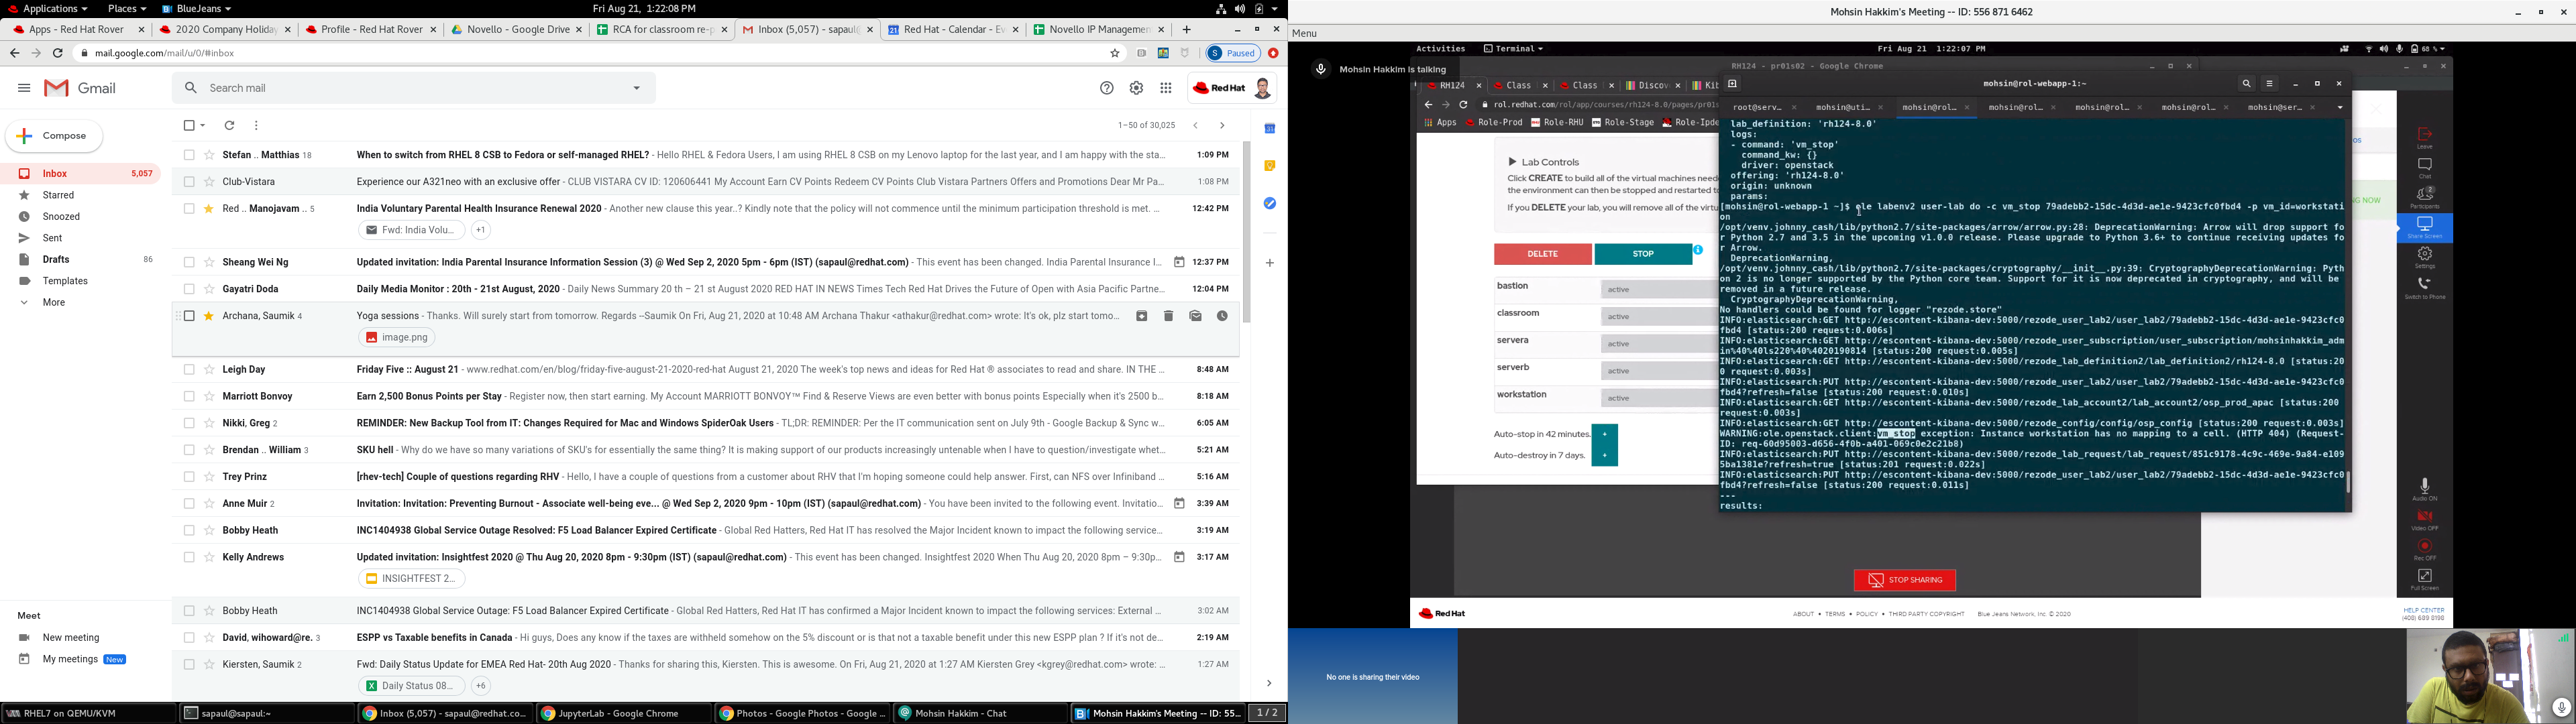 Applications
Places
BlueJeans
Fri Aug 21, 1:22:08 PM
Apps - Red Hat Rover
2020 Company Holiday
Profile - Red Hat Rover
Novello - Google Drive
RCA for classroom re-p
Inbox (5,057) - sapaul@
Red Hat - Calendar - Ev
Novello IP Managemen
mail.google.com/mail/u/0/#inbox
S Paused
Gmail
Search mail
Red Hat
Compose
1–50 of 30,025
Inbox 5,057
Starred
Snoozed
Sent
Drafts 86
Templates
More
Stefan .. Matthias 18 When to switch from RHEL 8 CSB to Fedora or self-managed RHEL? - Hello RHEL & Fedora Users, I am using RHEL 8 CSB on my Lenovo laptop for the last year, and I am happy with the sta... 1:09 PM
Club-Vistara Experience our A321neo with an exclusive offer - CLUB VISTARA CV ID: 120606441 My Account Earn CV Points Redeem CV Points Club Vistara Partners Offers and Promotions Dear Mr Pa... 1:08 PM
Red .. Manojavam .. 5 India Voluntary Parental Health Insurance Renewal 2020 - Another new clause this year..? Kindly note that the policy will not commence until the minimum participation threshold is met. ... 12:42 PM
Fwd: India Volu... +1
Sheang Wei Ng Updated invitation: India Parental Insurance Information Session (3) @ Wed Sep 2, 2020 5pm - 6pm (IST) (sapaul@redhat.com) - This event has been changed. India Parental Insurance I... 12:37 PM
Gayatri Doda Daily Media Monitor : 20th - 21st August, 2020 - Daily News Summary 20 th – 21 st August 2020 RED HAT IN NEWS Times Tech Red Hat Drives the Future of Open with Asia Pacific Partne... 12:04 PM
Archana, Saumik 4 Yoga sessions - Thanks. Will surely start from tomorrow. Regards --Saumik On Fri, Aug 21, 2020 at 10:48 AM Archana Thakur <athakur@redhat.com> wrote: It's ok, plz start tomo...
image.png
Leigh Day Friday Five :: August 21 - www.redhat.com/en/blog/friday-five-august-21-2020-red-hat August 21, 2020 The week's top news and ideas for Red Hat ® associates to read and share. IN THE ... 8:48 AM
Marriott Bonvoy Earn 2,500 Bonus Points per Stay - Register now, then start earning. My Account MARRIOTT BONVOY™ Find & Reserve Views are even better with bonus points Especially when it's 2500 b... 8:18 AM
Nikki, Greg 2 REMINDER: New Backup Tool from IT: Changes Required for Mac and Windows SpiderOak Users - TL;DR: REMINDER: Per the IT communication sent on July 9th - Google Backup & Sync w... 6:05 AM
Brendan .. William 3 SKU hell - Why do we have so many variations of SKU's for essentially the same thing? It is making support of our products increasingly untenable when I have to question/investigate whet... 5:21 AM
Trey Prinz [rhev-tech] Couple of questions regarding RHV - Hello, I have a couple of questions from a customer about RHV that I'm hoping someone could help answer. First, can NFS over Infiniband ... 5:16 AM
Anne Muir 2 Invitation: Invitation: Preventing Burnout - Associate well-being eve... @ Wed Sep 2, 2020 9pm - 10pm (IST) (sapaul@redhat.com) - You have been invited to the following event. Invitatio... 3:39 AM
Bobby Heath INC1404938 Global Service Outage Resolved: F5 Load Balancer Expired Certificate - Global Red Hatters, Red Hat IT has resolved the Major Incident known to impact the following service... 3:19 AM
Kelly Andrews Updated invitation: Insightfest 2020 @ Thu Aug 20, 2020 8pm - 9:30pm (IST) (sapaul@redhat.com) - This event has been changed. Insightfest 2020 When Thu Aug 20, 2020 8pm – 9:30p... 3:17 AM
INSIGHTFEST 2...
Bobby Heath INC1404938 Global Service Outage: F5 Load Balancer Expired Certificate - Global Red Hatters, Red Hat IT has confirmed a Major Incident known to impact the following services: External ... 3:02 AM
David, wihoward@re. 3 ESPP vs Taxable benefits in Canada - Hi guys, Does any know if the taxes are withheld somehow on the 5% discount or is that not a taxable benefit under this new ESPP plan ? If it's not de... 2:19 AM
Kiersten, Saumik 2 Fwd: Daily Status Update for EMEA Red Hat- 20th Aug 2020 - Thanks for sharing this, Kiersten. This is awesome. On Fri, Aug 21, 2020 at 1:27 AM Kiersten Grey <kgrey@redhat.com> wrote: ... 1:27 AM
Daily Status 08... +6
Meet
New meeting
My meetings New
RHEL7 on QEMU/KVM
sapaul@sapaul:~
Inbox (5,057) - sapaul@redhat.co...
JupyterLab - Google Chrome
Photos - Google Photos - Google ...
Mohsin Hakkim - Chat
Mohsin Hakkim's Meeting -- ID: 55...
1 / 2
Mohsin Hakkim's Meeting -- ID: 556 871 6462
Menu
Mohsin Hakkim is talking
Activities
Terminal
Fri Aug 21 1:22:07 PM
68 %
RH124 - pr01s02 - Google Chrome
RH124
Class
Class
Discov
Kib
rol.redhat.com/rol/app/courses/rh124-8.0/pages/pr01s
Apps
Role-Prod
Role-RHU
Role-Stage
Role-Ipde
Lab Controls
Click CREATE to build all of the virtual machines need
the environment can then be stopped and restarted to
If you DELETE your lab, you will remove all of the virtu
DELETE
STOP
bastion active
classroom active
servera active
serverb active
workstation active
Auto-stop in 42 minutes. +
Auto-destroy in 7 days. +
mohsin@rol-webapp-1:~
root@serv...
mohsin@uti...
mohsin@rol...
mohsin@rol...
mohsin@rol...
mohsin@rol...
mohsin@ser...
lab_definition: 'rh124-8.0'
logs:
- command: 'vm_stop'
command_kw: {}
driver: openstack
offering: 'rh124-8.0'
origin: unknown
params:
[mohsin@rol-webapp-1 ~]$ ole labenv2 user-lab do -c vm_stop 79adebb2-15dc-4d3d-ae1e-9423cfc0fbd4 -p vm_id=workstati
on
/opt/venv.johnny_cash/lib/python2.7/site-packages/arrow/arrow.py:28: DeprecationWarning: Arrow will drop support fo
r Python 2.7 and 3.5 in the upcoming v1.0.0 release. Please upgrade to Python 3.6+ to continue receiving updates fo
r Arrow.
DeprecationWarning,
/opt/venv.johnny_cash/lib/python2.7/site-packages/cryptography/__init__.py:39: CryptographyDeprecationWarning: Pyth
on 2 is no longer supported by the Python core team. Support for it is now deprecated in cryptography, and will be
removed in a future release.
CryptographyDeprecationWarning,
No handlers could be found for logger "rezode.store"
INFO:elasticsearch:GET http://escontent-kibana-dev:5000/rezode_user_lab2/user_lab2/79adebb2-15dc-4d3d-ae1e-9423cfc0
fbd4 [status:200 request:0.006s]
INFO:elasticsearch:GET http://escontent-kibana-dev:5000/rezode_user_subscription/user_subscription/mohsinhakkim_adm
in%40%40ls220%40%4020190814 [status:200 request:0.005s]
INFO:elasticsearch:GET http://escontent-kibana-dev:5000/rezode_lab_definition2/lab_definition2/rh124-8.0 [status:20
0 request:0.003s]
INFO:elasticsearch:PUT http://escontent-kibana-dev:5000/rezode_user_lab2/user_lab2/79adebb2-15dc-4d3d-ae1e-9423cfc0
fbd4?refresh=false [status:200 request:0.010s]
INFO:elasticsearch:GET http://escontent-kibana-dev:5000/rezode_lab_account2/lab_account2/osp_prod_apac [status:200
request:0.003s]
INFO:elasticsearch:GET http://escontent-kibana-dev:5000/rezode_config/config/osp_config [status:200 request:0.003s]
WARNING:ole.openstack.client:vm_stop exception: Instance workstation has no mapping to a cell. (HTTP 404) (Request-
ID: req-60d95003-d656-4f0b-a401-069c0e2c21b8)
INFO:elasticsearch:PUT http://escontent-kibana-dev:5000/rezode_lab_request/lab_request/851c9178-4c9c-469e-9a84-e109
5ba1381e?refresh=true [status:201 request:0.022s]
INFO:elasticsearch:PUT http://escontent-kibana-dev:5000/rezode_user_lab2/user_lab2/79adebb2-15dc-4d3d-ae1e-9423cfc0
fbd4?refresh=false [status:200 request:0.011s]
---
results:
NG NOW
Leave
Chat
Participants
2
Share Screen
Settings
Switch to Phone
Audio ON
Video OFF
Rec OFF
Full Screen
STOP SHARING
Red Hat
ABOUT • TERMS • POLICY • THIRD PARTY COPYRIGHT Blue Jeans Network, Inc. © 2020
HELP CENTER
(408) 689 8198
No one is sharing their video